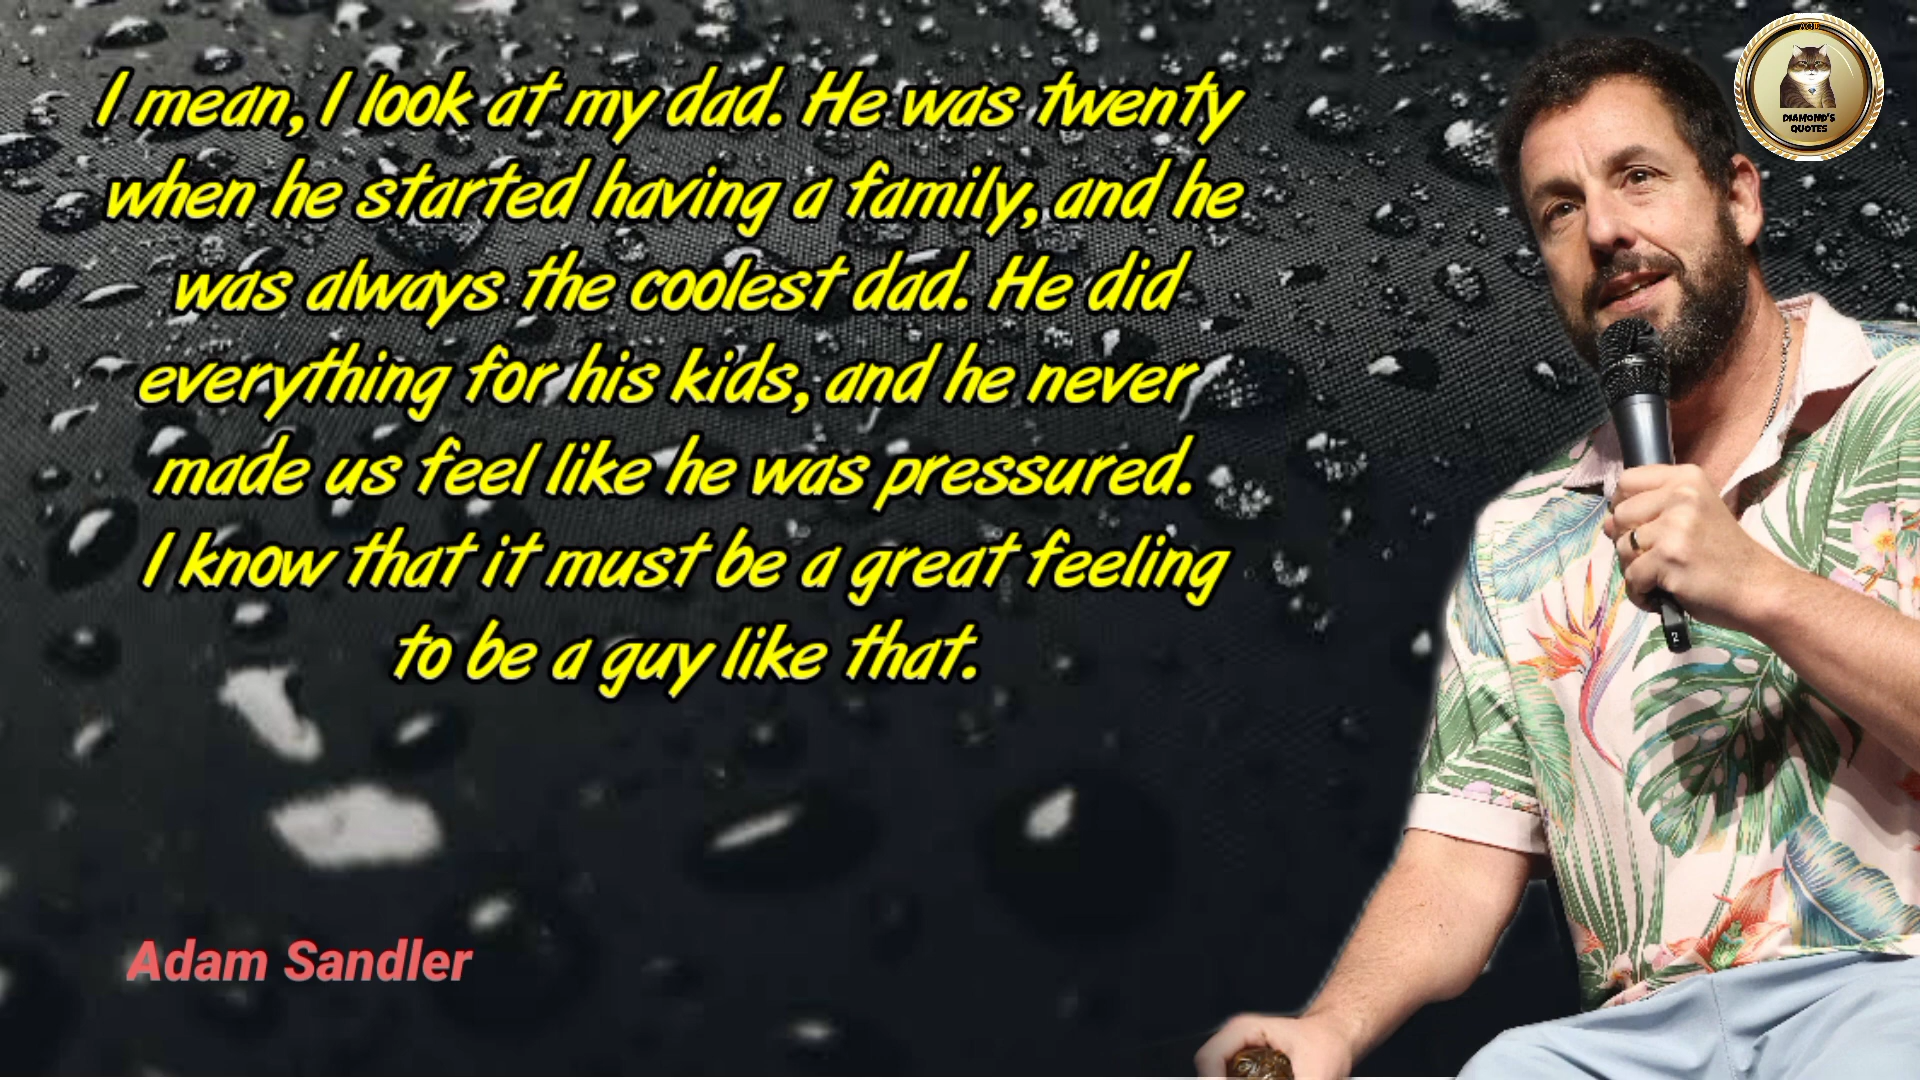 I mean, I look at my dad. He was twenty
when he started having a family, and he
was always the coolest dad. He did
everything for his kids, and he never
made us feel like he was pressured.
I know that it must be a great feeling
to be a guy like that.
Adam Sandler
DIAMOND'S
QUOTES
2